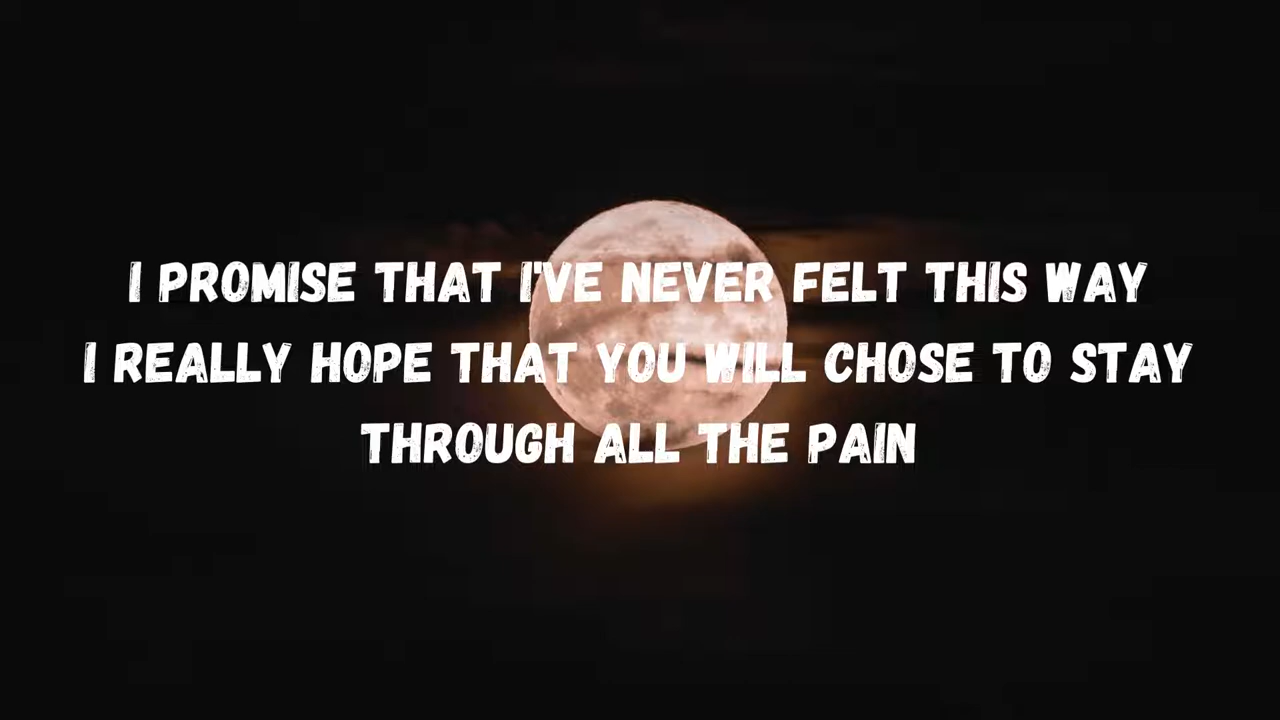 I PROMISE THAT I'VE NEVER FELT THIS WAY
I REALLY HOPE THAT YOU WILL CHOSE TO STAY
THROUGH ALL THE PAIN